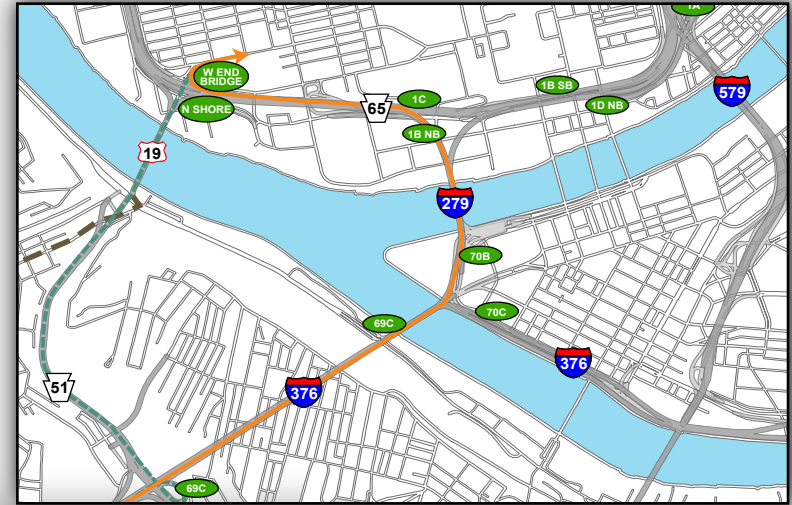 1A
W END
BRIDGE
1B SB
579
1C
65
N SHORE
1D NB
1B NB
19
279
70B
70C
69C
376
376
51
69C